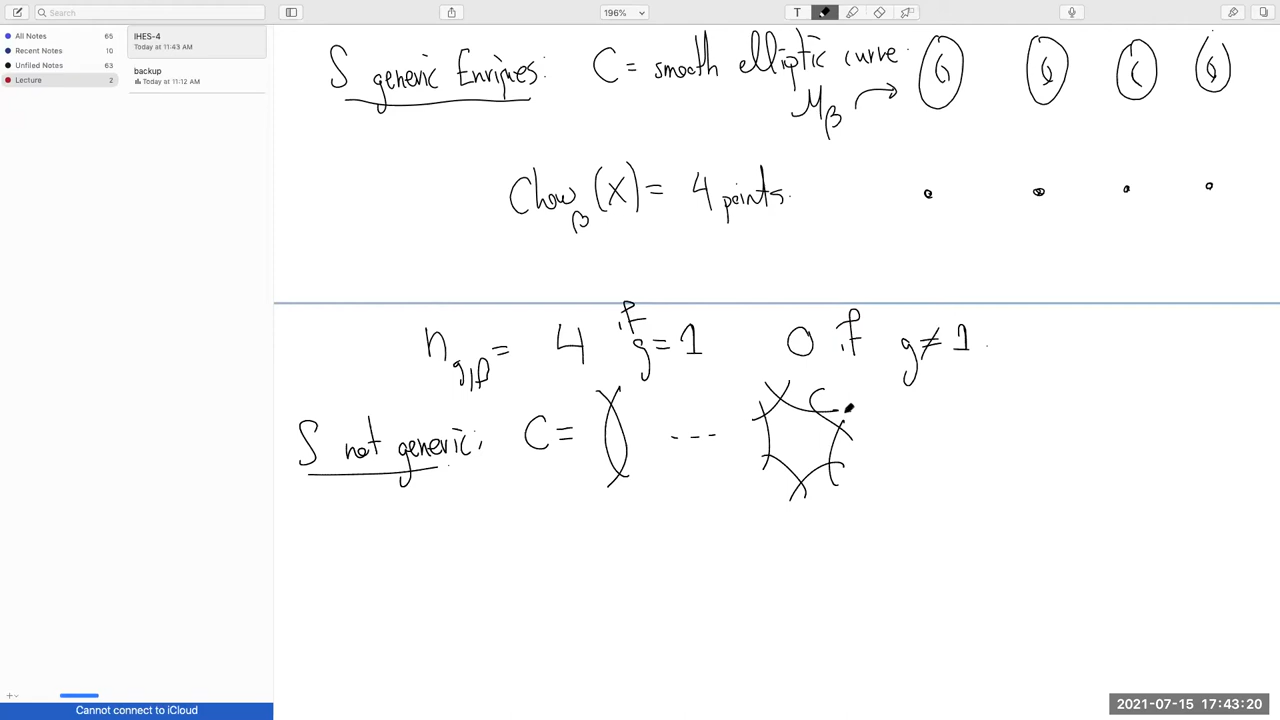 Search
196%
T
All Notes 65
Recent Notes 10
Unfiled Notes 63
Lecture 2
IHES-4
Today at 11:43 AM
backup
Today at 11:12 AM
S generic Enriques: C = smooth elliptic curve.
M_β →
Chow_β (X) = 4 points.
n_{g,β} = 4 if g = 1 0 if g ≠ 1.
S not generic: C = --- C
Cannot connect to iCloud
2021-07-15 17:43:20